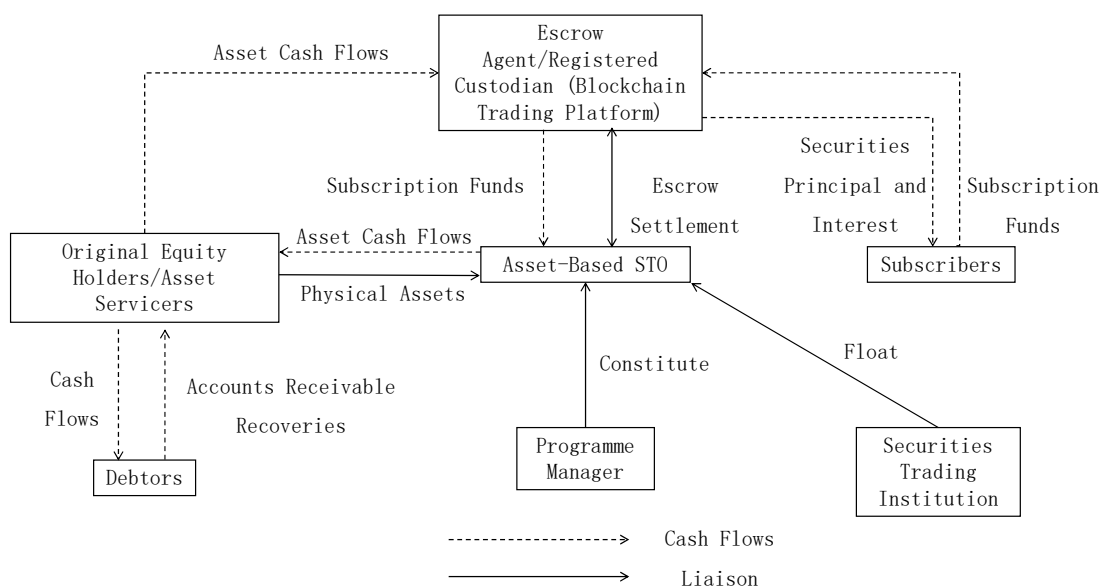 Escrow
Agent/Registered
Custodian (Blockchain
Trading Platform)
Asset Cash Flows
Securities
Principal and
Interest
Subscription
Funds
Subscription Funds
Escrow
Settlement
Original Equity
Holders/Asset
Servicers
Asset Cash Flows
Physical Assets
Asset-Based STO
Subscribers
Cash
Flows
Accounts Receivable
Recoveries
Constitute
Float
Debtors
Programme
Manager
Securities
Trading
Institution
Cash Flows
Liaison